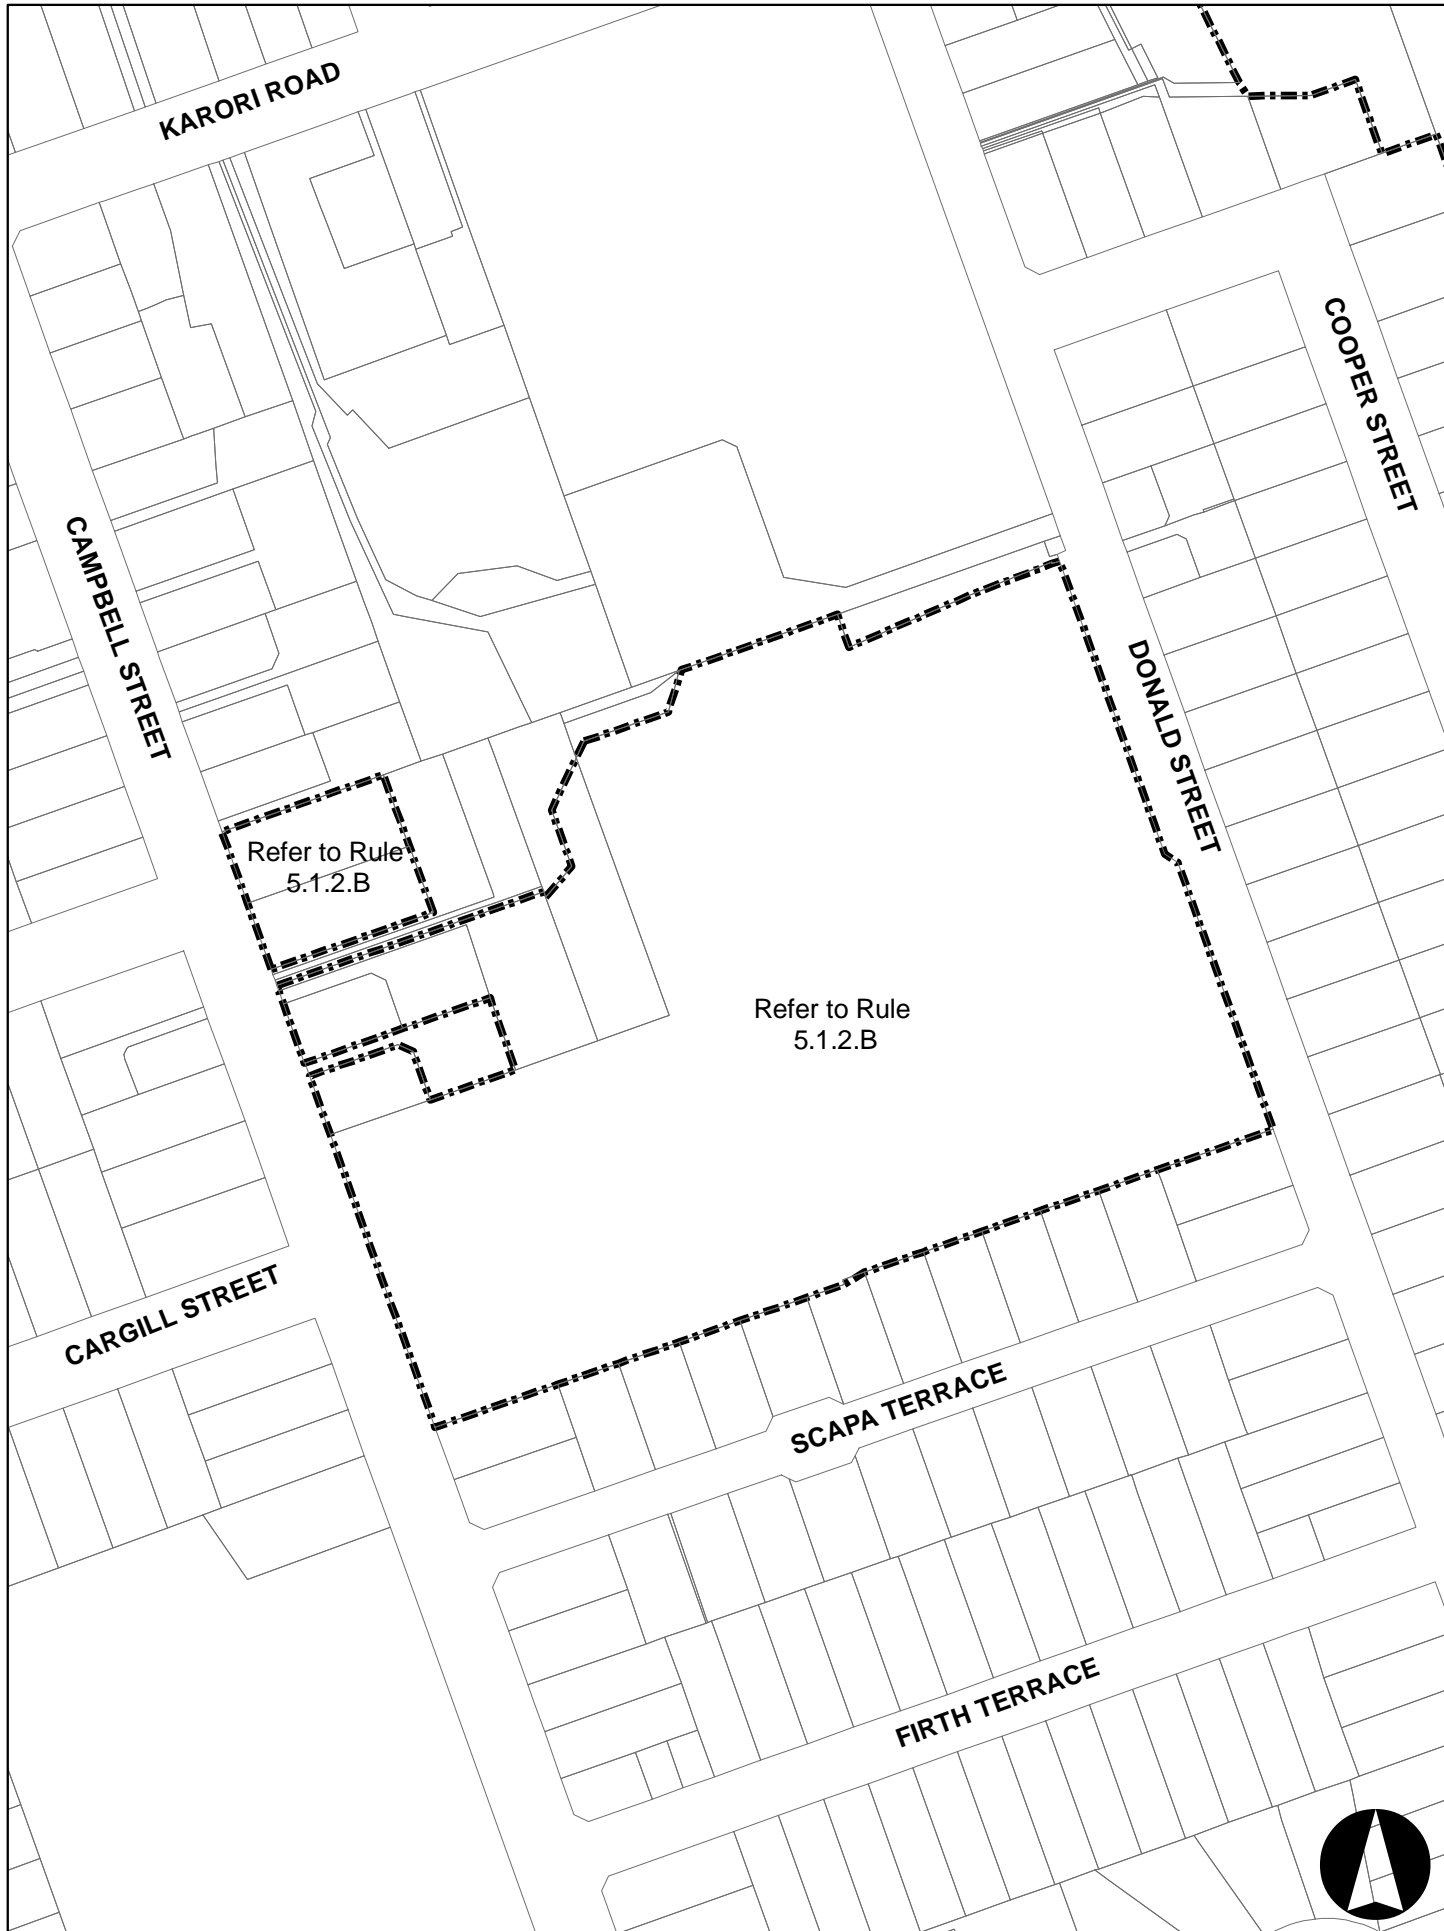 KARORI ROAD
COOPER STREET
CAMPBELL STREET
DONALD STREET
Refer to Rule
5.1.2.B
Refer to Rule
5.1.2.B
CARGILL STREET
SCAPA TERRACE
FIRTH TERRACE